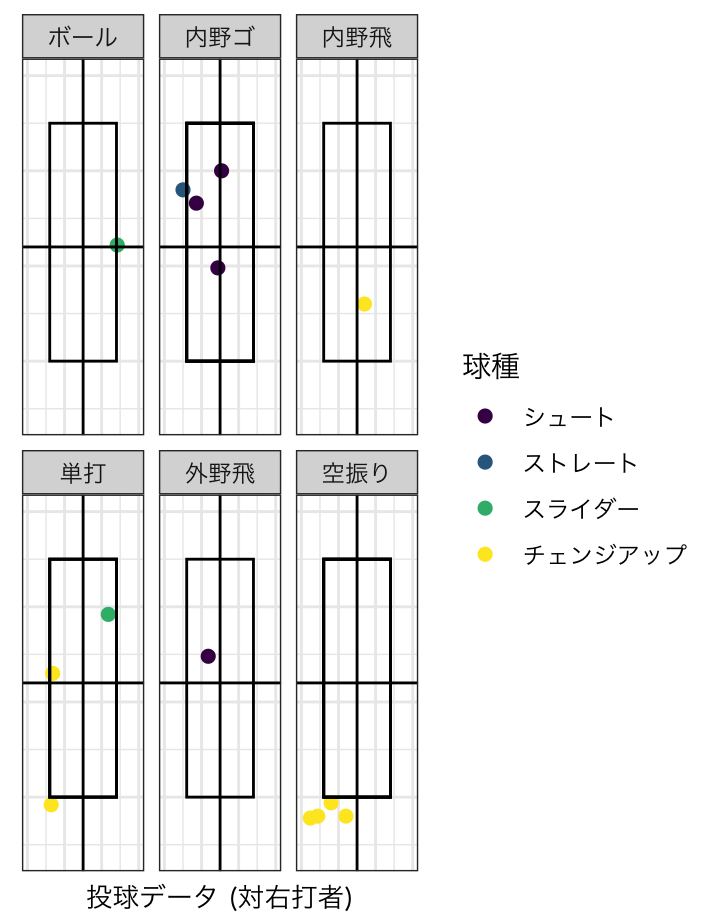 ボール
内野ゴ
内野飛
球種
シュート
ストレート
スライダー
チェンジアップ
単打
外野飛
空振り
投球データ (対右打者)